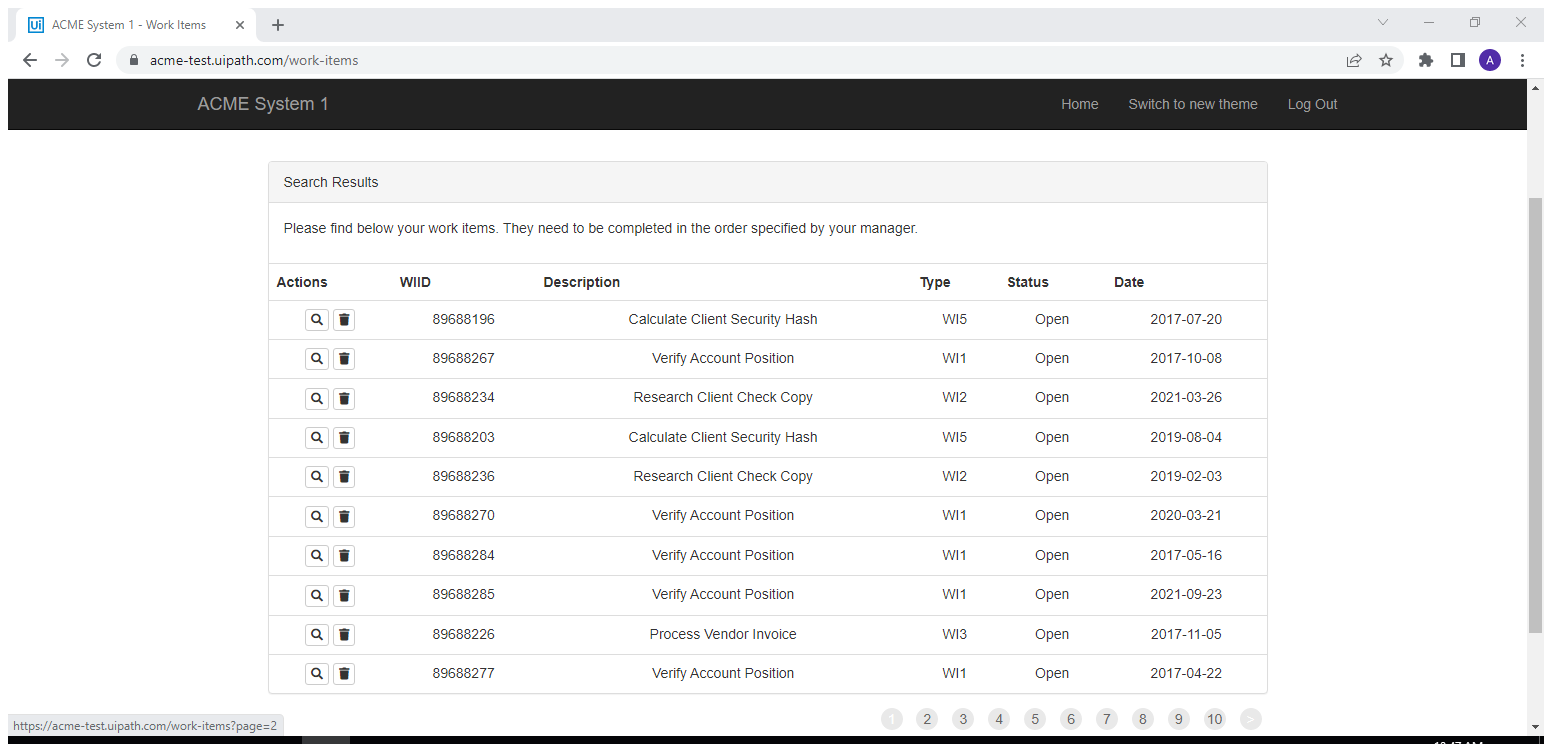 Ui ACME System 1 - Work Items
acme-test.uipath.com/work-items
A
ACME System 1 Home Switch to new theme Log Out
Search Results
Please find below your work items. They need to be completed in the order specified by your manager.
Actions WIID Description Type Status Date
89688196 Calculate Client Security Hash WI5 Open 2017-07-20
89688267 Verify Account Position WI1 Open 2017-10-08
89688234 Research Client Check Copy WI2 Open 2021-03-26
89688203 Calculate Client Security Hash WI5 Open 2019-08-04
89688236 Research Client Check Copy WI2 Open 2019-02-03
89688270 Verify Account Position WI1 Open 2020-03-21
89688284 Verify Account Position WI1 Open 2017-05-16
89688285 Verify Account Position WI1 Open 2021-09-23
89688226 Process Vendor Invoice WI3 Open 2017-11-05
89688277 Verify Account Position WI1 Open 2017-04-22
1 2 3 4 5 6 7 8 9 10 >
https://acme-test.uipath.com/work-items?page=2